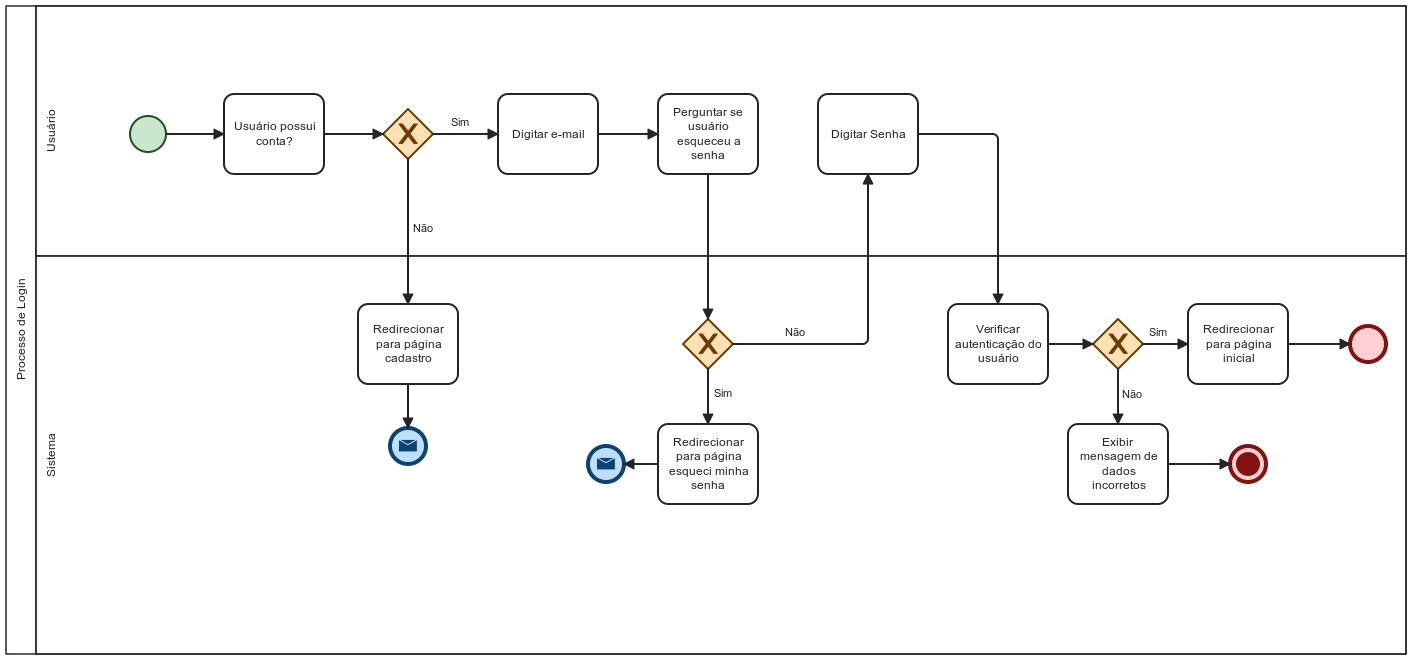 Processo de Login
Usuário
Usuário possui
conta?
Sim
Não
Digitar e-mail
Perguntar se
usuário
esqueceu a
senha
Digitar Senha
Sistema
Redirecionar
para página
cadastro
Não
Sim
Redirecionar
para página
esqueci minha
senha
Verificar
autenticação do
usuário
Sim
Não
Redirecionar
para página
inicial
Exibir
mensagem de
dados
incorretos